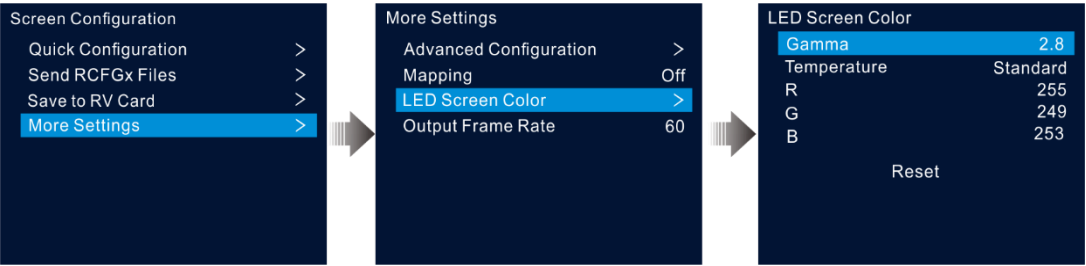 Screen Configuration
Quick Configuration >
Send RCFGx Files >
Save to RV Card >
More Settings >
More Settings
Advanced Configuration >
Mapping Off
LED Screen Color >
Output Frame Rate 60
LED Screen Color
Gamma 2.8
Temperature Standard
R 255
G 249
B 253
Reset